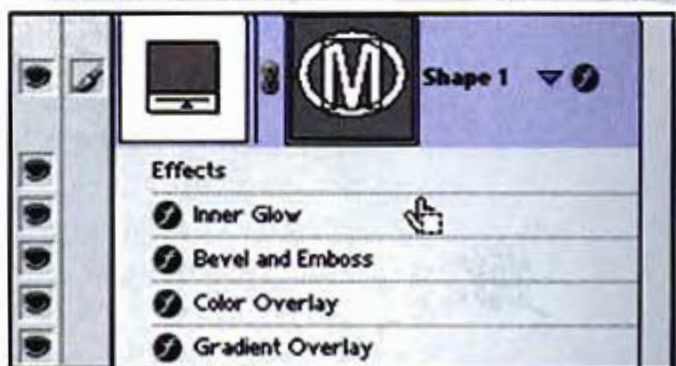 M
Shape 1
Effects
Inner Glow
Bevel and Emboss
Color Overlay
Gradient Overlay